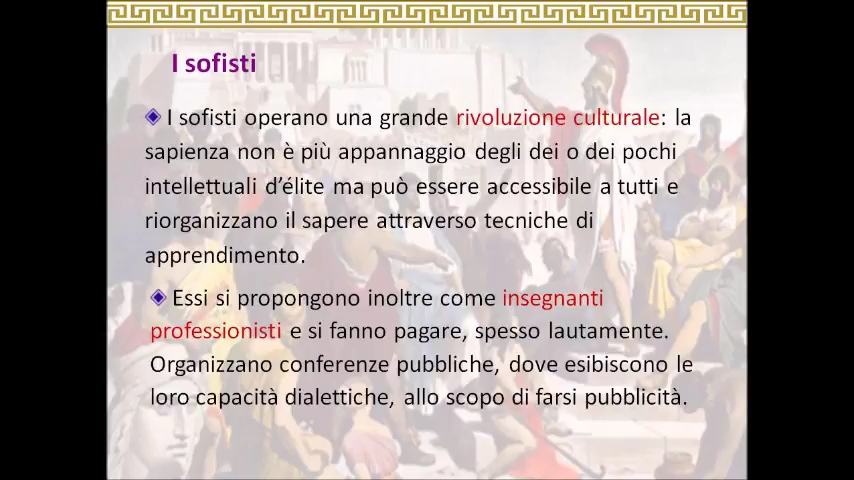 I sofisti
I sofisti operano una grande rivoluzione culturale: la
sapienza non è più appannaggio degli dei o dei pochi
intellettuali d’élite ma può essere accessibile a tutti e
riorganizzano il sapere attraverso tecniche di
apprendimento.
Essi si propongono inoltre come insegnanti
professionisti e si fanno pagare, spesso lautamente.
Organizzano conferenze pubbliche, dove esibiscono le
loro capacità dialettiche, allo scopo di farsi pubblicità.